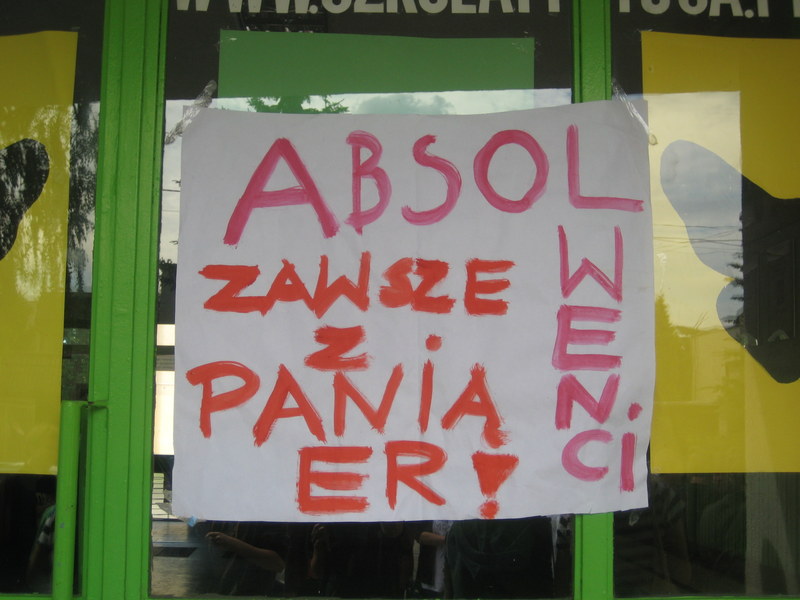 ABSOL
WENCI
ZAWSZE
Z
PANIĄ
ER!